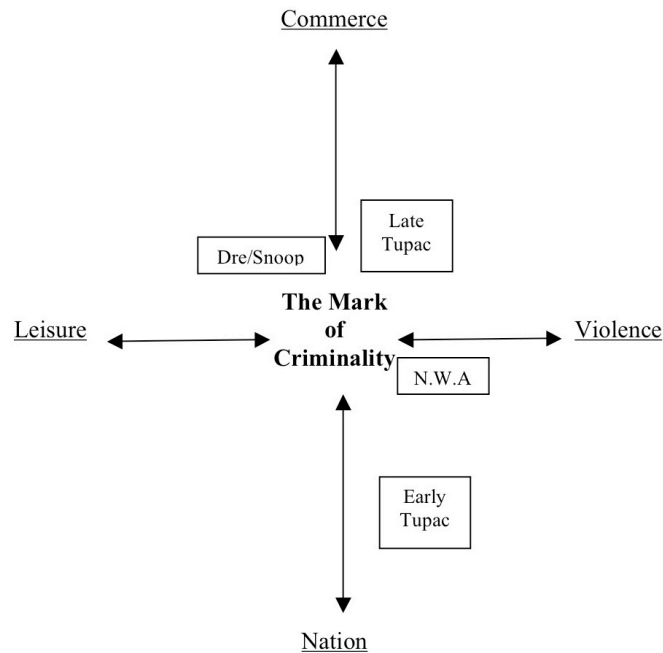 Commerce
Late
Tupac
Dre/Snoop
The Mark
of
Criminality
Leisure
Violence
N.W.A
Early
Tupac
Nation